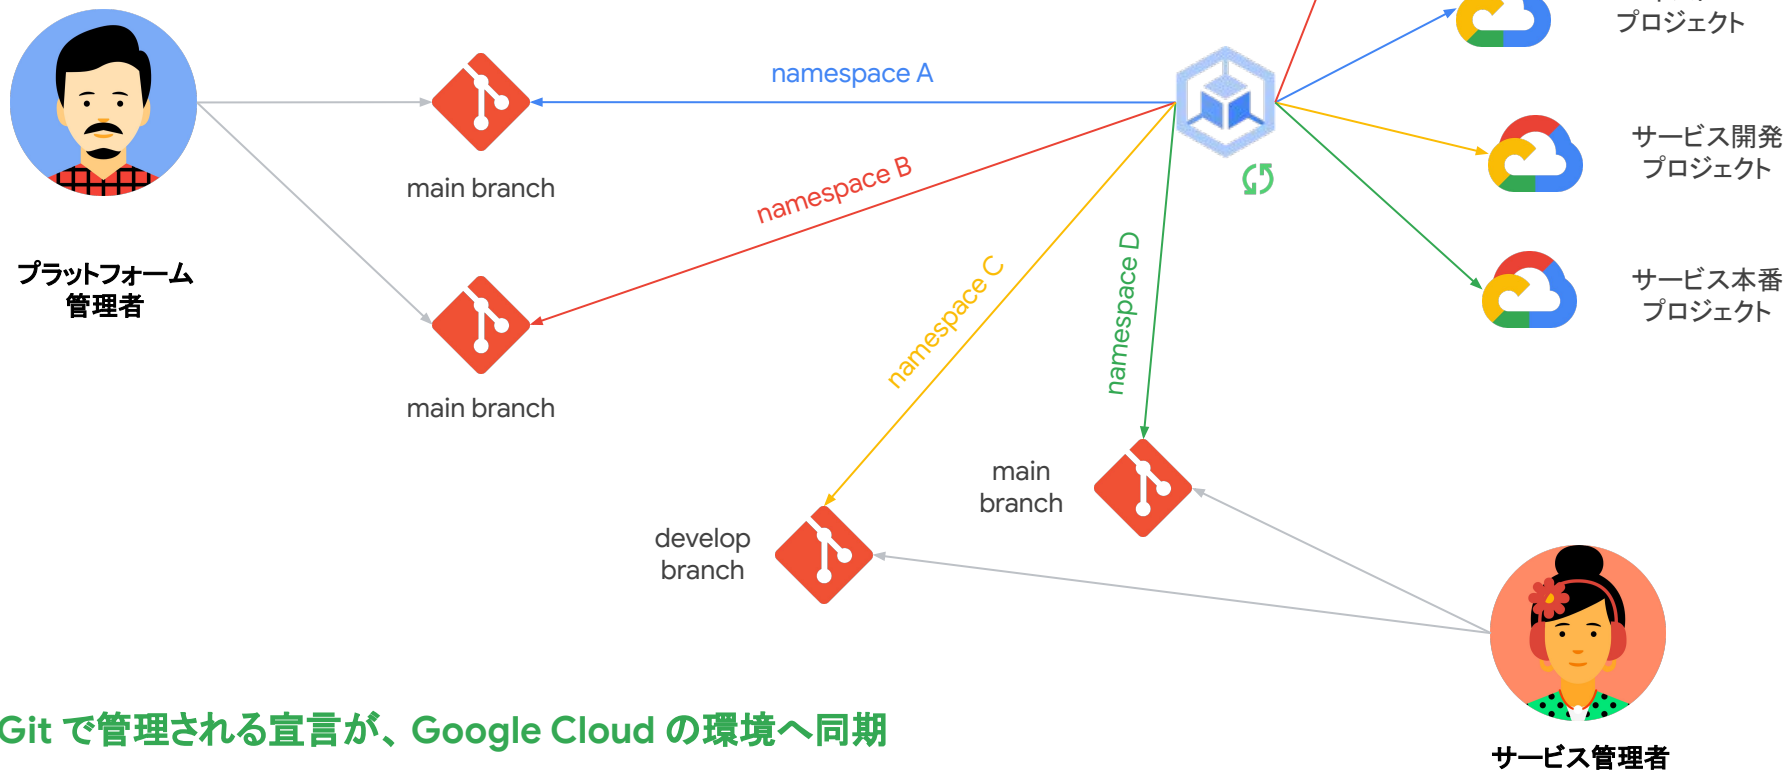 プロジェクト
namespace A
サービス開発
プロジェクト
main branch
namespace B
プラットフォーム
管理者
namespace C
namespace D
サービス本番
プロジェクト
main branch
main
branch
develop
branch
Git で管理される宣言が、Google Cloud の環境へ同期
サービス管理者